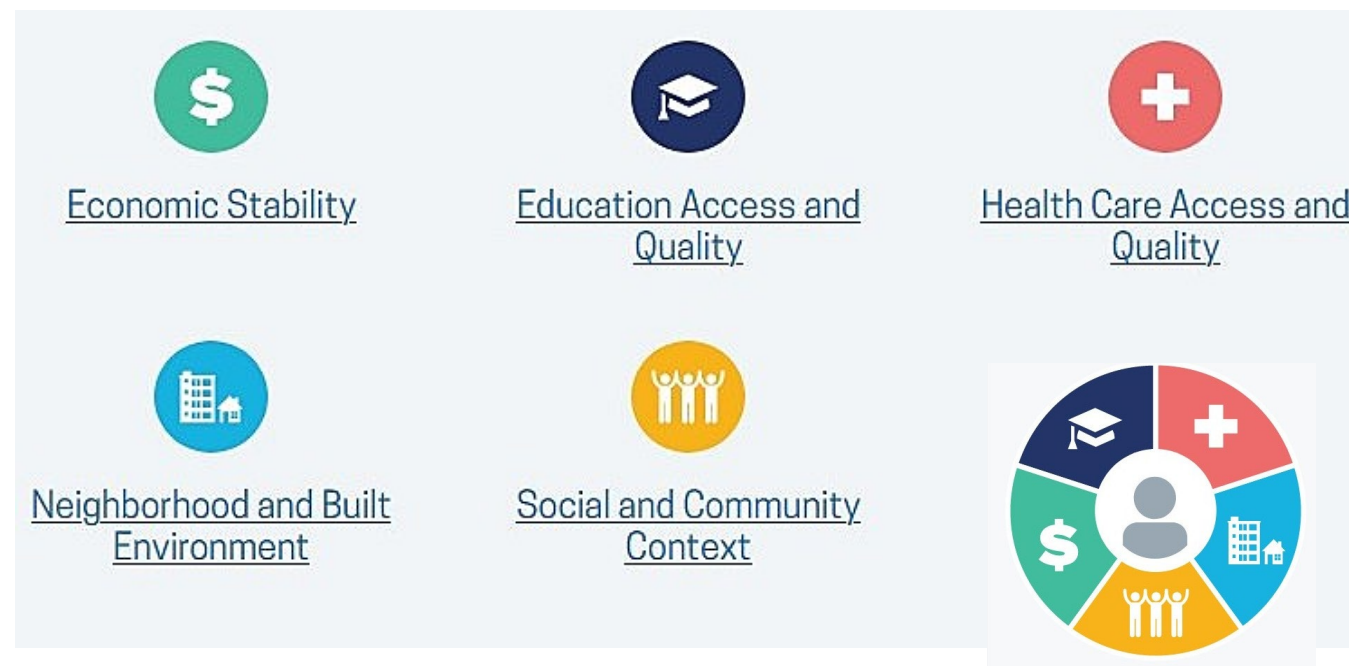 Economic Stability
Education Access and
Quality
Health Care Access and
Quality
Neighborhood and Built
Environment
Social and Community
Context